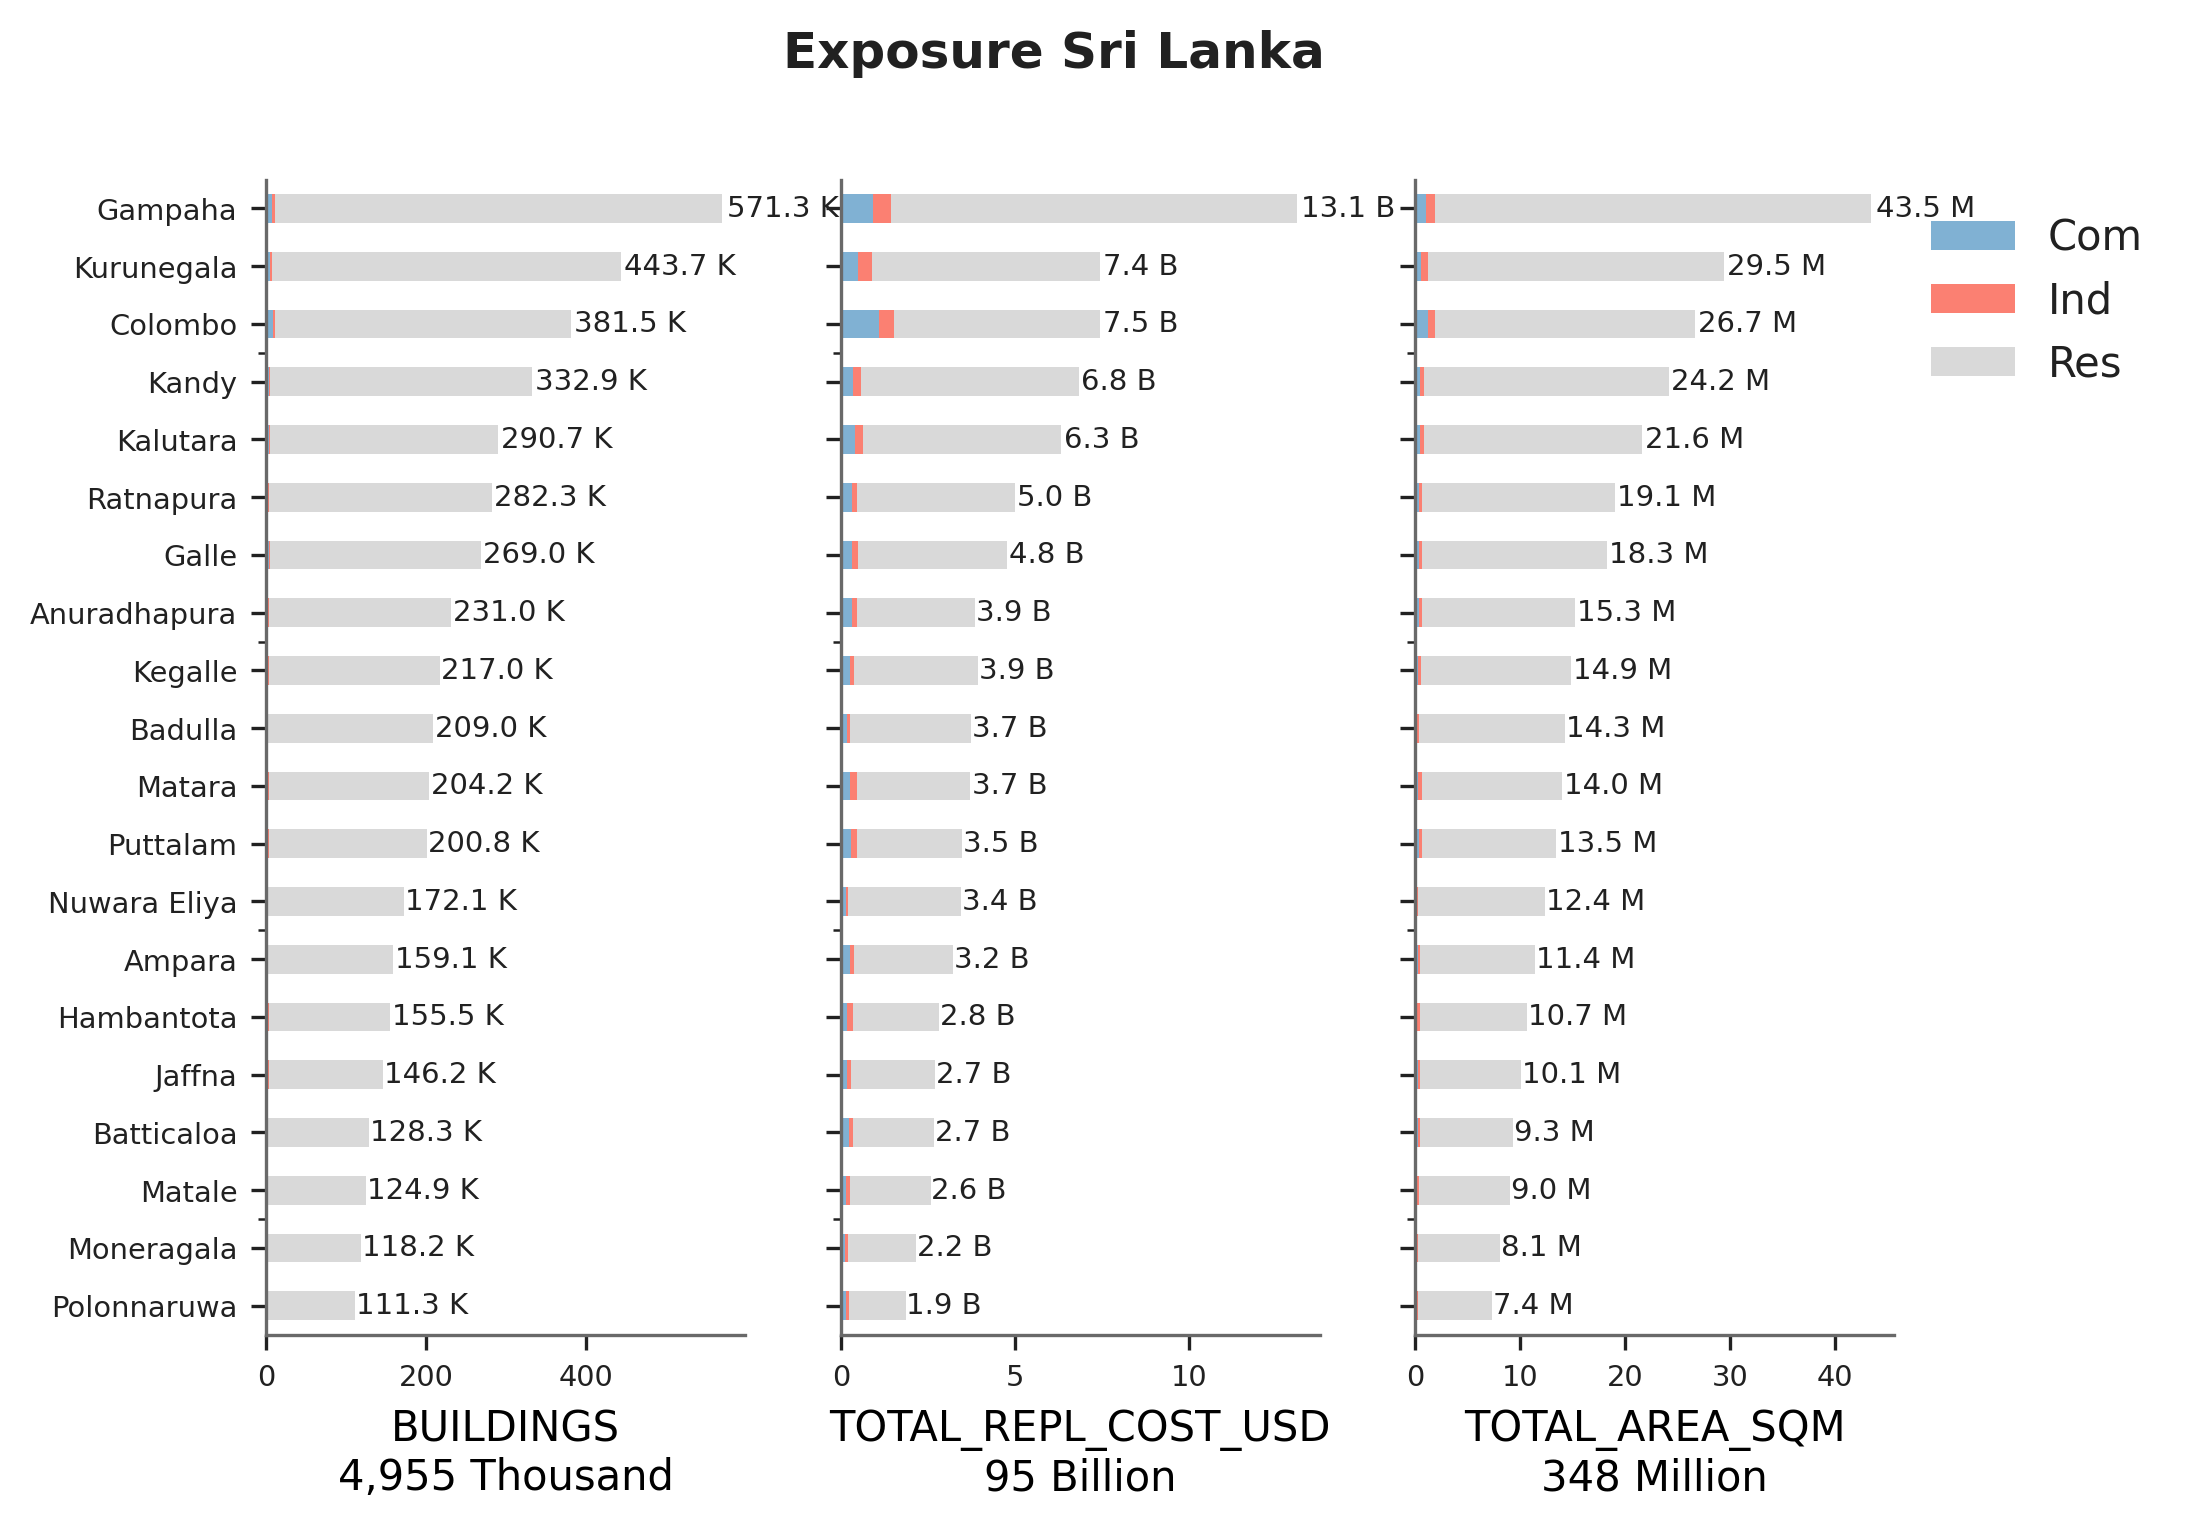 Exposure Sri Lanka
Gampaha 571.3 K 13.1 B 43.5 M
Kurunegala 443.7 K 7.4 B 29.5 M
Colombo 381.5 K 7.5 B 26.7 M
Kandy 332.9 K 6.8 B 24.2 M
Kalutara 290.7 K 6.3 B 21.6 M
Ratnapura 282.3 K 5.0 B 19.1 M
Galle 269.0 K 4.8 B 18.3 M
Anuradhapura 231.0 K 3.9 B 15.3 M
Kegalle 217.0 K 3.9 B 14.9 M
Badulla 209.0 K 3.7 B 14.3 M
Matara 204.2 K 3.7 B 14.0 M
Puttalam 200.8 K 3.5 B 13.5 M
Nuwara Eliya 172.1 K 3.4 B 12.4 M
Ampara 159.1 K 3.2 B 11.4 M
Hambantota 155.5 K 2.8 B 10.7 M
Jaffna 146.2 K 2.7 B 10.1 M
Batticaloa 128.3 K 2.7 B 9.3 M
Matale 124.9 K 2.6 B 9.0 M
Moneragala 118.2 K 2.2 B 8.1 M
Polonnaruwa 111.3 K 1.9 B 7.4 M
0 200 400
BUILDINGS
4,955 Thousand
0 5 10
TOTAL_REPL_COST_USD
95 Billion
0 10 20 30 40
TOTAL_AREA_SQM
348 Million
Com
Ind
Res